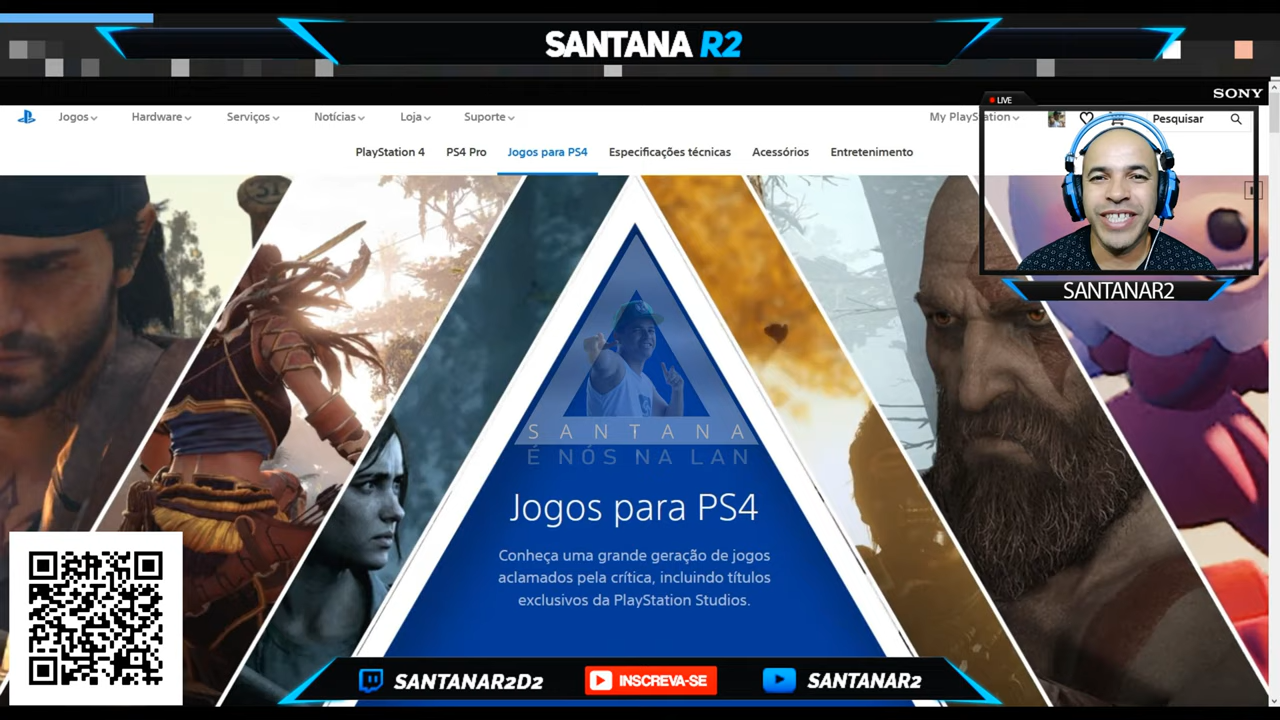 SANTANA R2
SONY
LIVE
Jogos
Hardware
Serviços
Notícias
Loja
Suporte
My PlayStation
Pesquisar
PlayStation 4
PS4 Pro
Jogos para PS4
Especificações técnicas
Acessórios
Entretenimento
SANTANAR2
SANTANA
É NÓS NA LAN
Jogos para PS4
Conheça uma grande geração de jogos
aclamados pela crítica, incluindo títulos
exclusivos da PlayStation Studios.
SANTANAR2D2
INSCREVA-SE
SANTANAR2